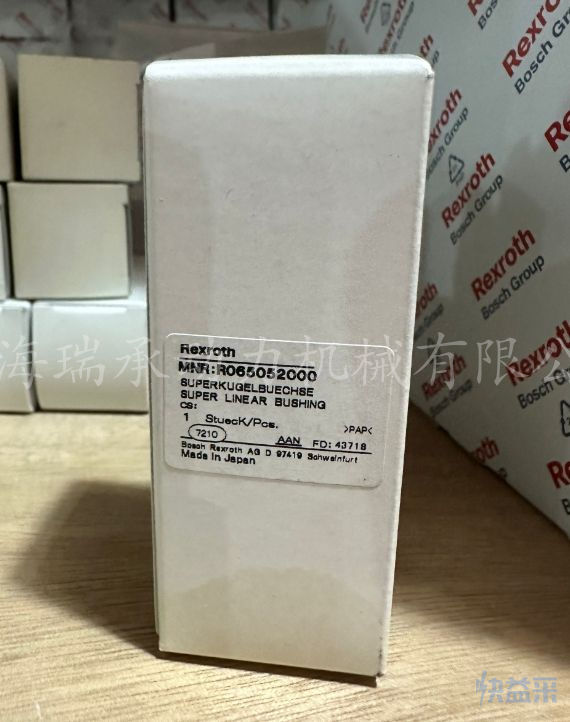 Rexroth
Bosch Group
Rexroth
Bosch Group
Rexroth
Rexroth
Bosch Group
Rexroth
Bosch Group
Rexroth
MNR:R065052000
SUPERKUGELBUECHSE
SUPER LINEAR BUSHING
CS:
1 StuecK/Pcs.
>PAP<
7210 AAN FD: 43718
Bosch Rexroth AG D 97419 Schweinfurt
Made in Japan
海瑞承动力机械有限公
快益采